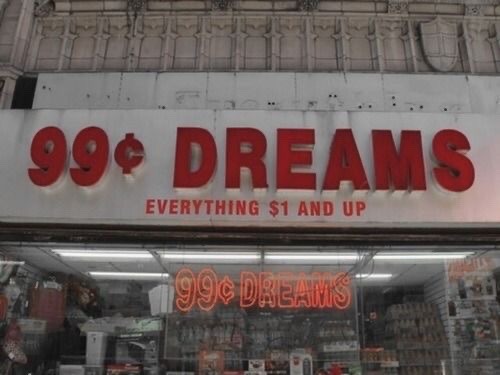 99¢ DREAMS
EVERYTHING $1 AND UP
99¢ DREAMS